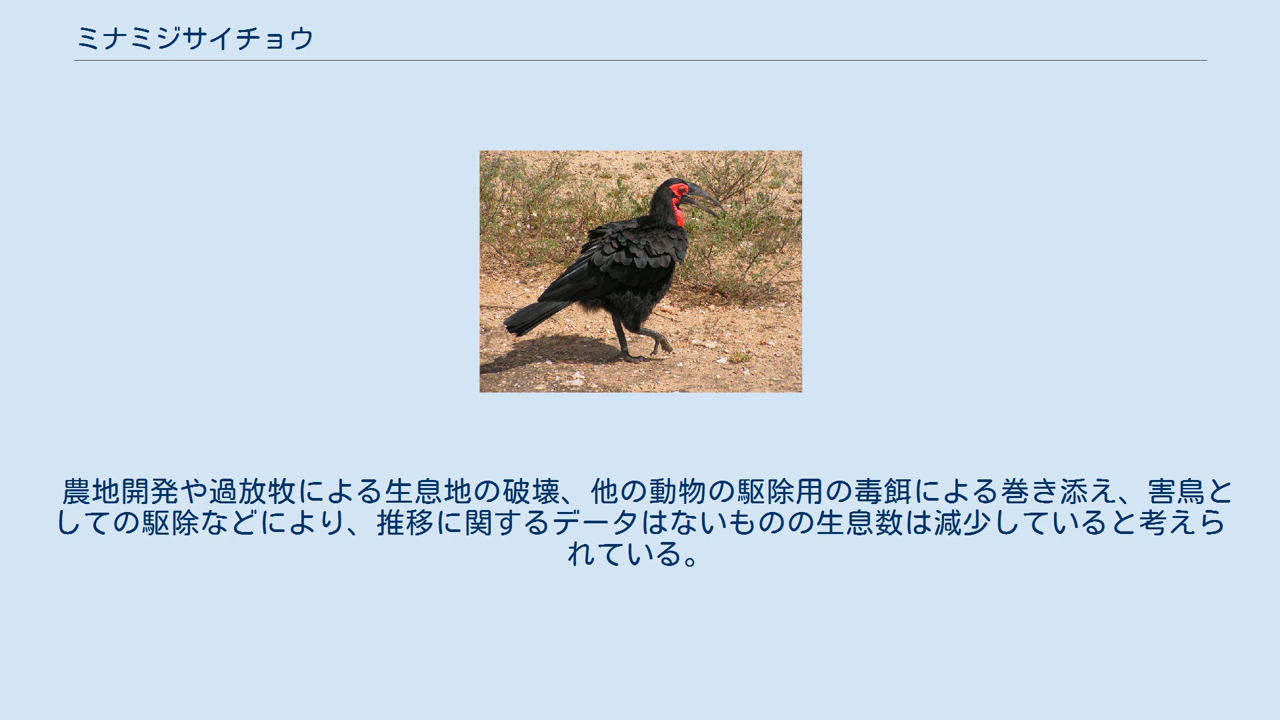 ミナミジサイチョウ
農地開発や過放牧による生息地の破壊、他の動物の駆除用の毒餌による巻き添え、害鳥と
しての駆除などにより、推移に関するデータはないものの生息数は減少していると考えら
れている。